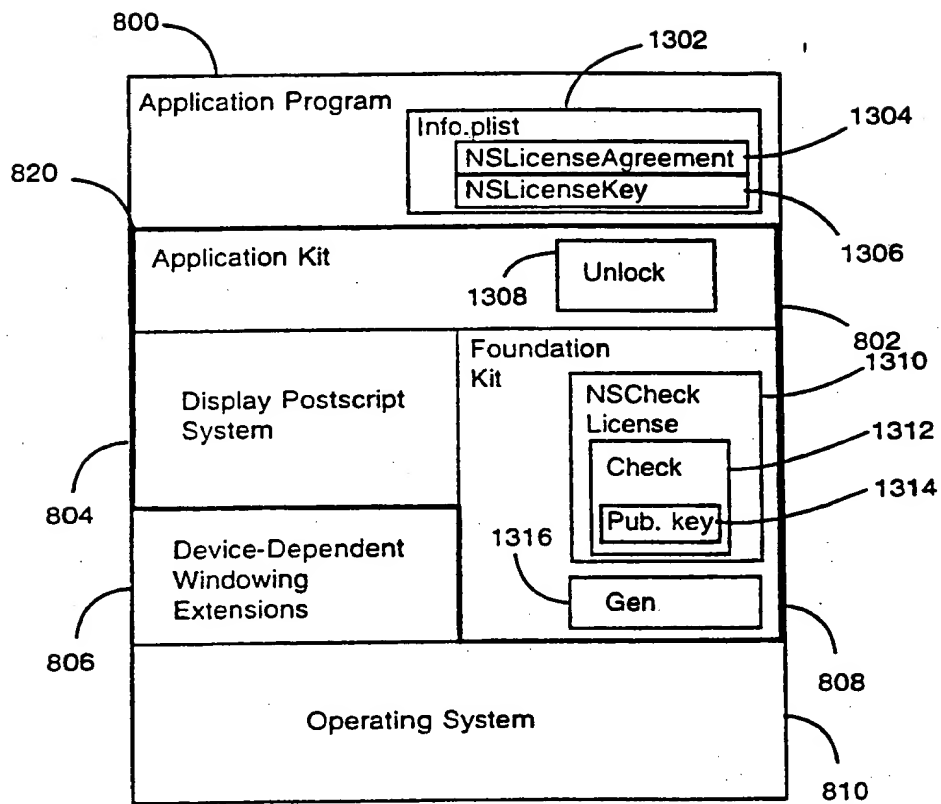 800
1302
Application Program
Info.plist
1304
NSLicenseAgreement
820
NSLicenseKey
1306
Application Kit
Unlock
1308
802
Foundation
Kit
1310
NSCheck
License
Display Postscript
System
1312
Check
1314
804
Pub. key
1316
Device-Dependent
Windowing
Extensions
Gen
806
808
Operating System
810